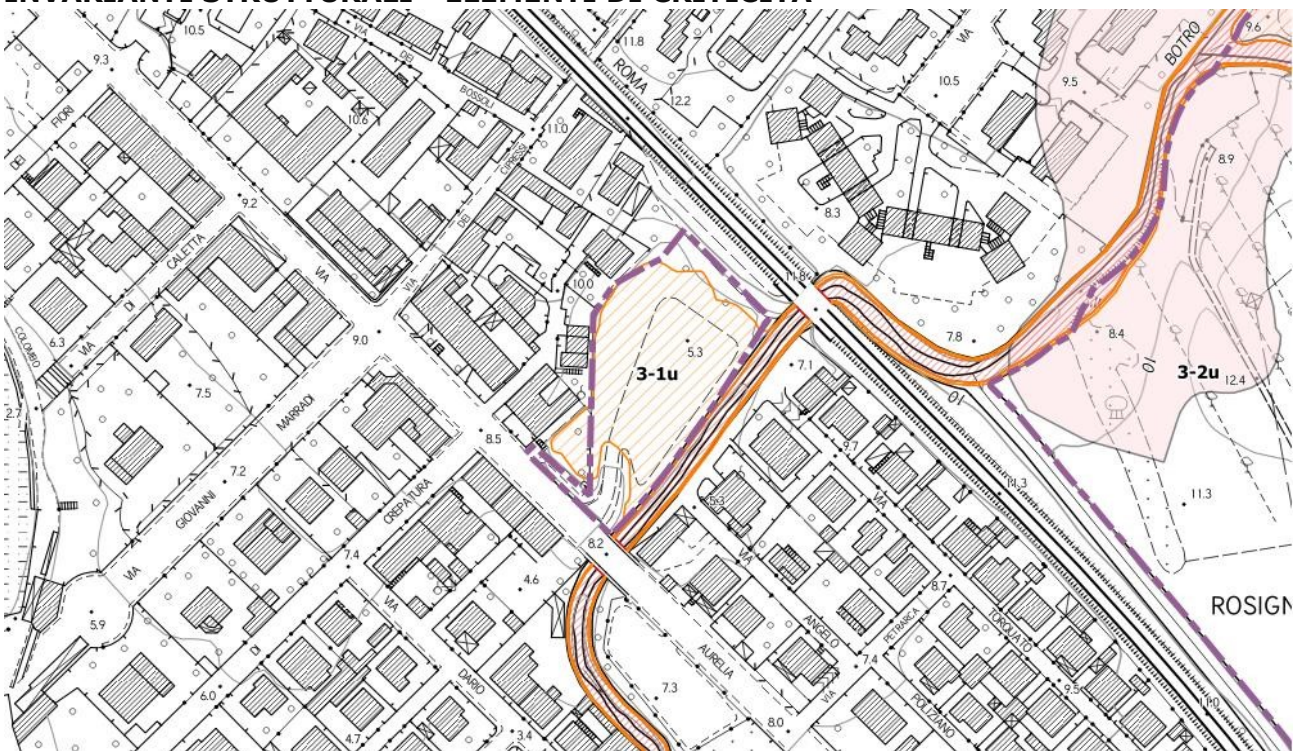 INVARIANTI STRUTTURALI – ELEMENTI DI CRITICITÀ
10.5
VIA
DEI
BOSSOLI
11.8
ROMA
12.2
VIA
10.5
9.5
BOTRO
9.6
9.3
FIORI
10.6
11.0
CIPRESSI
DEI
VIA
8.9
9.2
VIA
8.3
CALETTA
DI
VIA
6.3
COLOMBO
2.7
7.5
9.0
10.0
11.8
7.8
8.4
10
3-2u
12.4
5.3
3-1u
7.1
10
MARRADI
GIOVANNI
VIA
7.2
8.5
CREPATURA
9.7
VIA
11.3
11.3
5.3
VIA
8.2
7.4
VIA
4.6
8.7
PETRARCA
TORQUATO
ROSIGN
5.9
ANGELO
7.4
VIA
AURELIA
6.0
DARIO
7.3
POLIZIANO
9.5
11.0
4.7
3.4
8.0